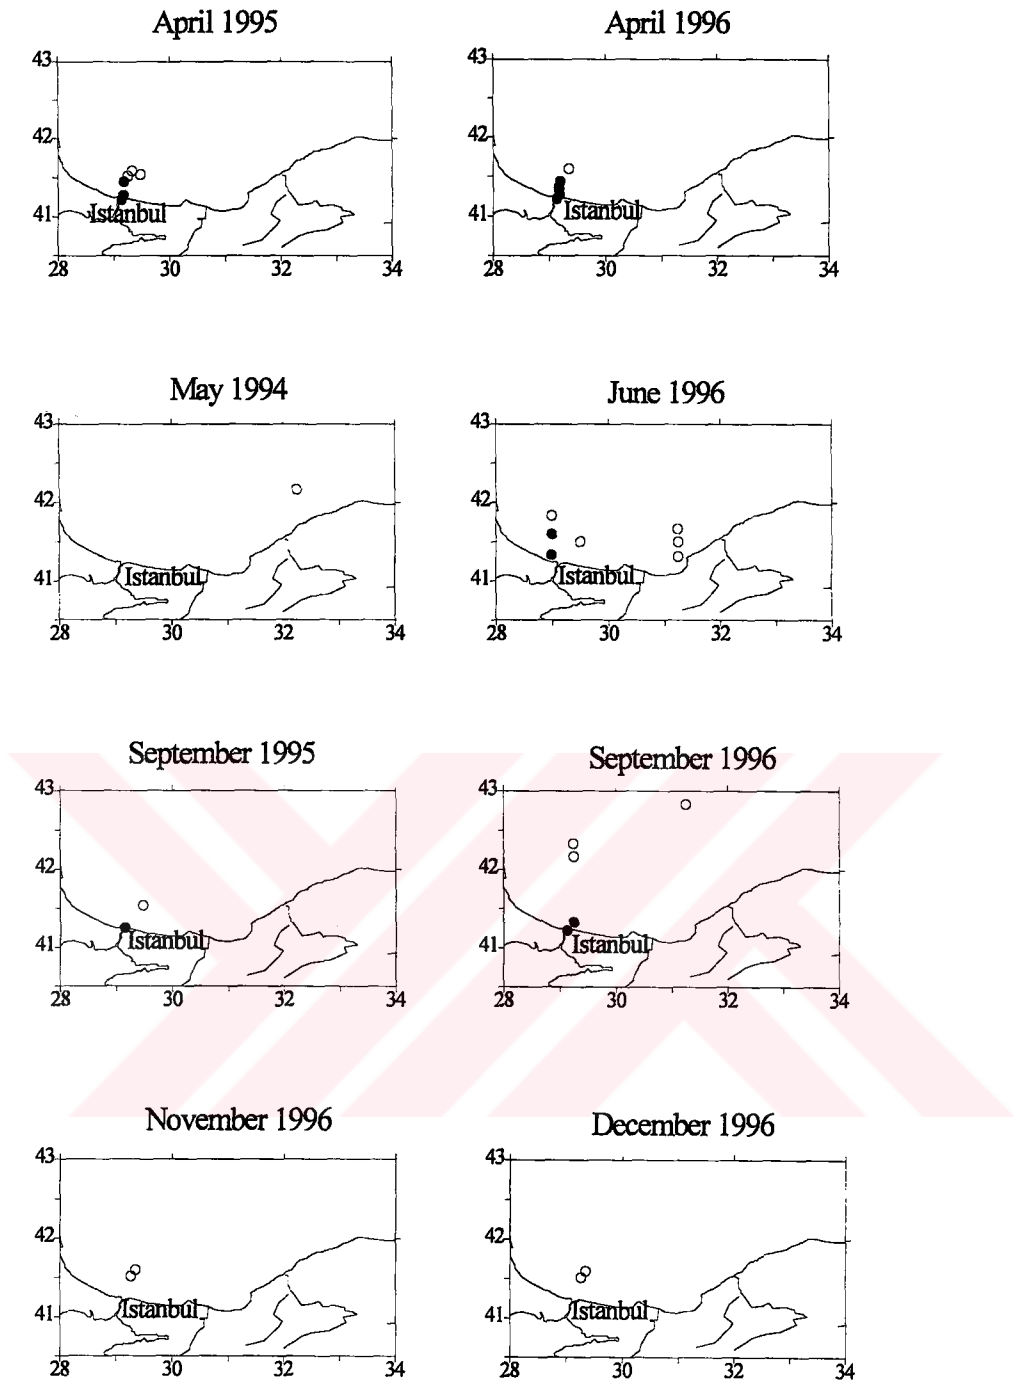 April 1995
April 1996
43
42
41
Istanbul
28 30 32 34
43
42
41
Istanbul
28 30 32 34
May 1994
June 1996
43
42
41
Istanbul
28 30 32 34
43
42
41
Istanbul
28 30 32 34
September 1995
September 1996
43
42
41
Istanbul
28 30 32 34
43
42
41
Istanbul
28 30 32 34
November 1996
December 1996
43
42
41
Istanbul
28 30 32 34
43
42
41
Istanbul
28 30 32 34